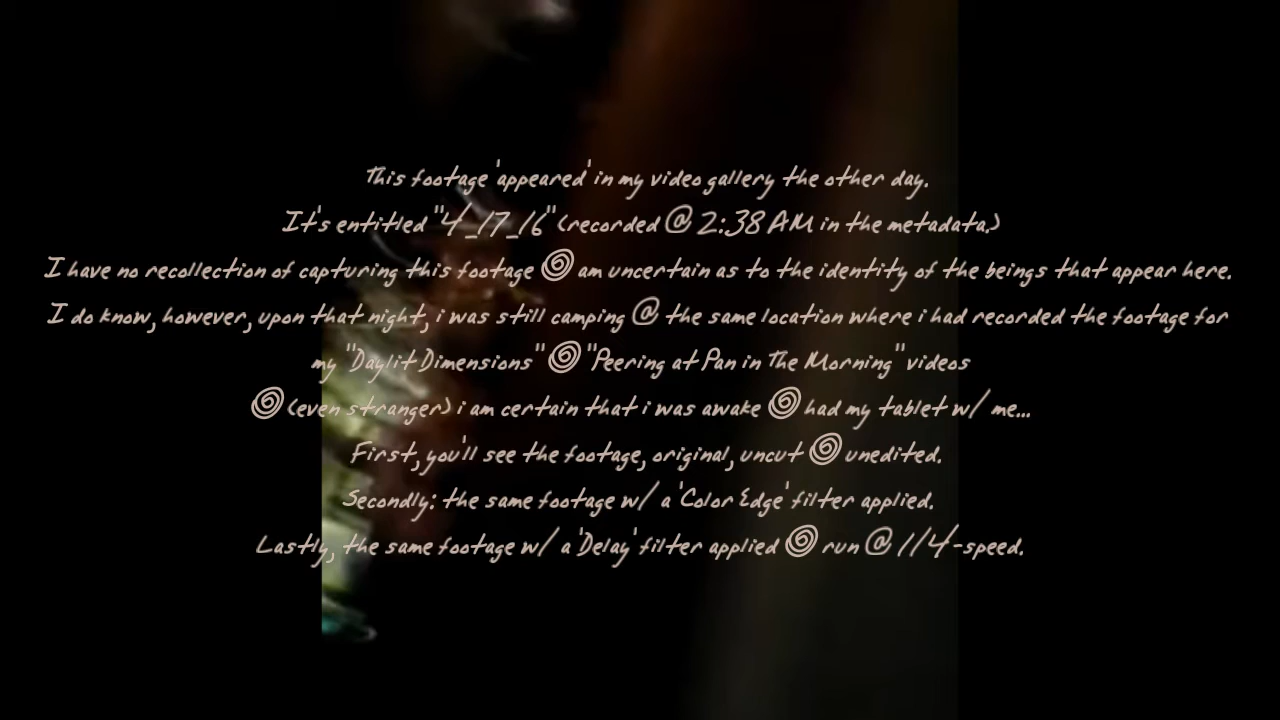 This footage 'appeared' in my video gallery the other day.
It's entitled "4_17_16" (recorded @ 2:38 AM in the metadata.)
I have no recollection of capturing this footage 🌀 am uncertain as to the identity of the beings that appear here.
I do know, however, upon that night, i was still camping @ the same location where i had recorded the footage for
my "Daylit Dimensions" 🌀 "Peering at Pan in The Morning" videos
🌀 (even stranger) i am certain that i was awake 🌀 had my tablet w/ me...
First, you'll see the footage, original, uncut 🌀 unedited.
Secondly: the same footage w/ a 'Color Edge' filter applied.
Lastly, the same footage w/ a 'Delay' filter applied 🌀 run @ 1/4-speed.